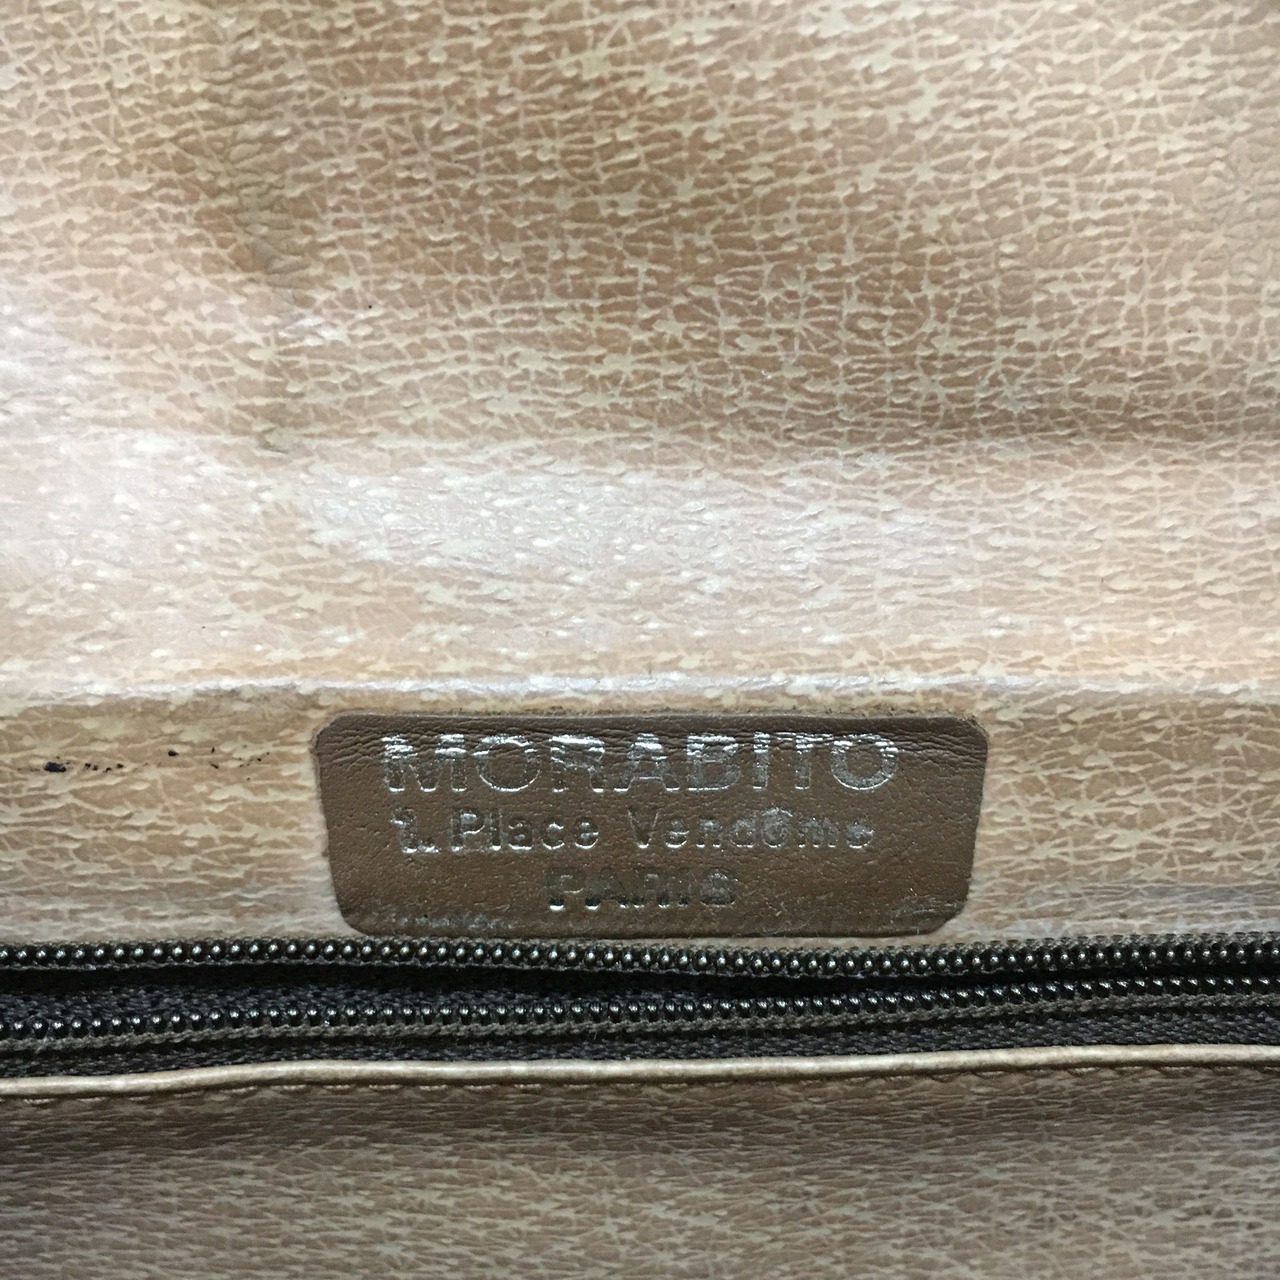 MORABITO
1. Place Vendôme
PARIS